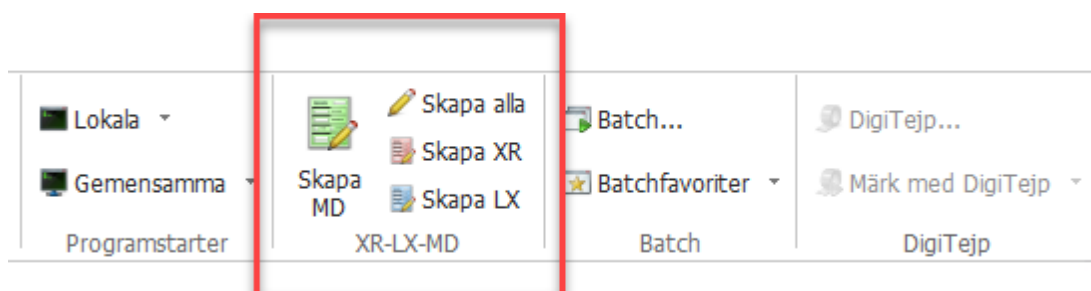 Lokala
Gemensamma
Programstarter
Skapa
MD
Skapa alla
Skapa XR
Skapa LX
XR-LX-MD
Batch...
Batchfavoriter
Batch
DigiTejp...
Märk med DigiTejp
DigiTejp